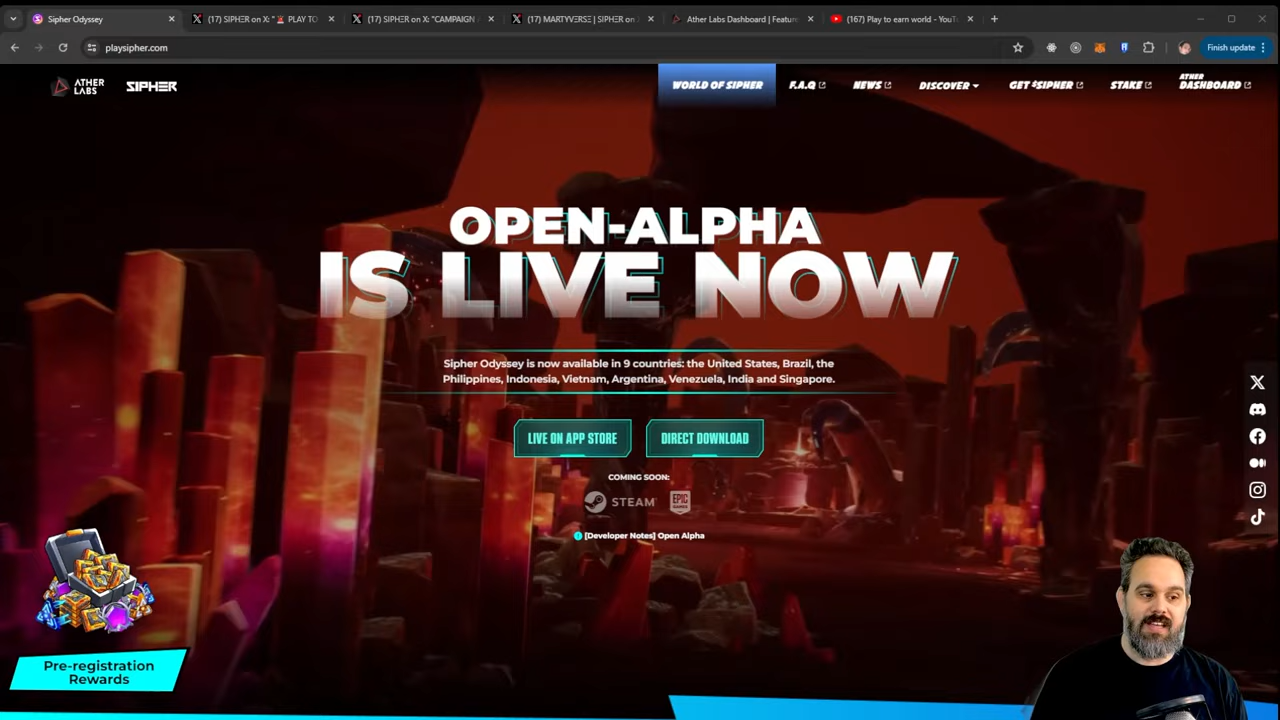 Sipher Odyssey
(17) SIPHER on X: "🚨 PLAY TO
(17) SIPHER on X: "CAMPAIGN
(17) MARTYVERSE | SIPHER on
Ather Labs Dashboard | Featur
(167) Play to earn world - YouTu
playsipher.com
Finish update
ATHER LABS
SIPHER
WORLD OF SIPHER
F.A.Q
NEWS
DISCOVER
GET $SIPHER
STAKE
ATHER DASHBOARD
OPEN-ALPHA
IS LIVE NOW
Sipher Odyssey is now available in 9 countries: the United States, Brazil, the
Philippines, Indonesia, Vietnam, Argentina, Venezuela, India and Singapore.
LIVE ON APP STORE
DIRECT DOWNLOAD
COMING SOON:
STEAM
EPIC GAMES
[Developer Notes] Open Alpha
Pre-registration
Rewards